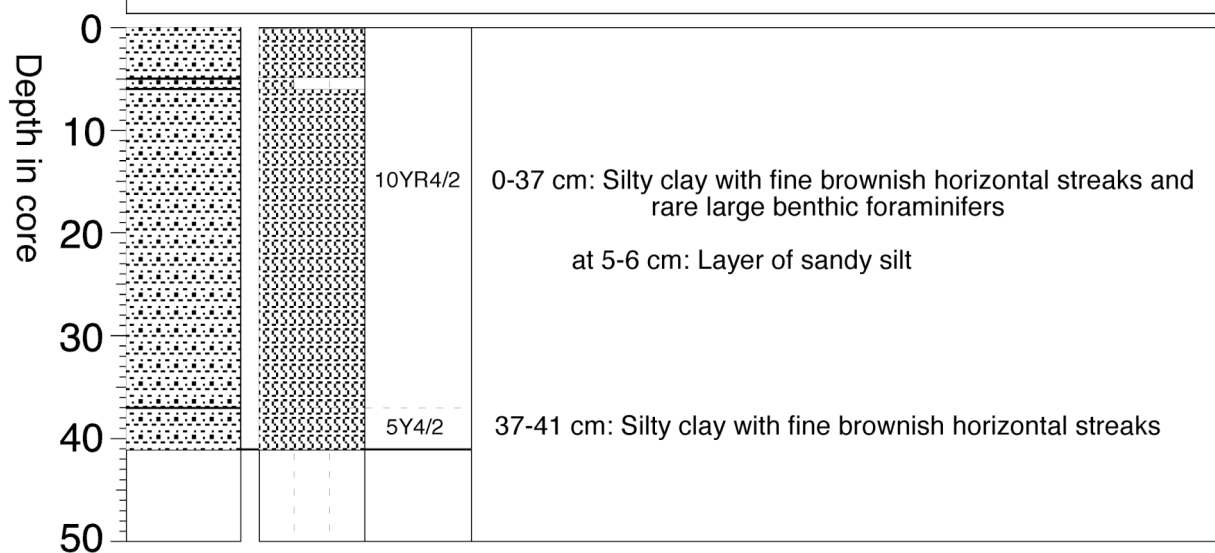 0
Depth in core
10
10YR4/2
0-37 cm: Silty clay with fine brownish horizontal streaks and
rare large benthic foraminifers
20
at 5-6 cm: Layer of sandy silt
30
5Y4/2
37-41 cm: Silty clay with fine brownish horizontal streaks
40
50